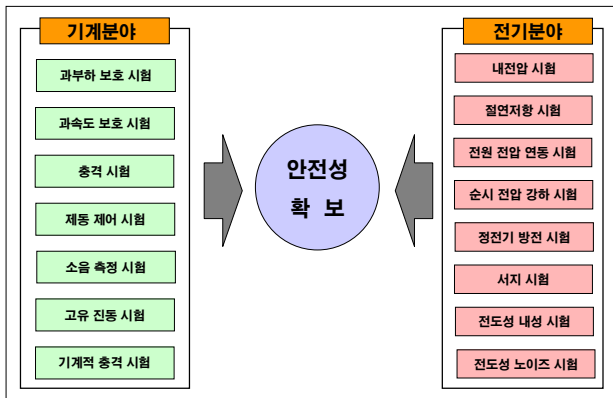 기계분야
과부하 보호 시험
과속도 보호 시험
충격 시험
제동 제어 시험
소음 측정 시험
고유 진동 시험
기계적 충격 시험
안전성
확 보
전기분야
내전압 시험
절연저항 시험
전원 전압 연동 시험
순시 전압 강하 시험
정전기 방전 시험
서지 시험
전도성 내성 시험
전도성 노이즈 시험